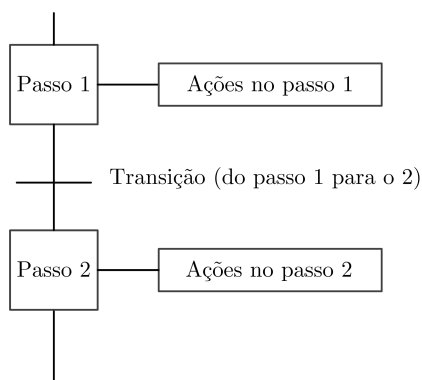 Passo 1
Ações no passo 1
Transição (do passo 1 para o 2)
Passo 2
Ações no passo 2